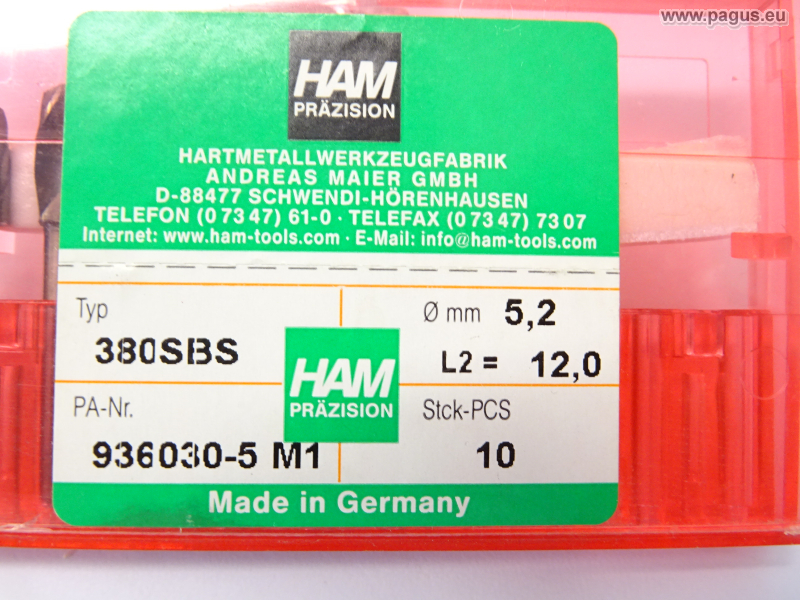 www.pagus.eu
HAM
PRÄZISION
HARTMETALLWERKZEUGFABRIK
ANDREAS MAIER GMBH
D-88477 SCHWENDI-HÖRENHAUSEN
TELEFON (0 73 47) 61-0 · TELEFAX (0 73 47) 73 07
Internet: www.ham-tools.com · E-Mail: info@ham-tools.com
Typ
380SBS
Ø mm 5,2
L2 = 12,0
HAM
PRÄZISION
PA-Nr.
936030-5 M1
Stck-PCS
10
Made in Germany